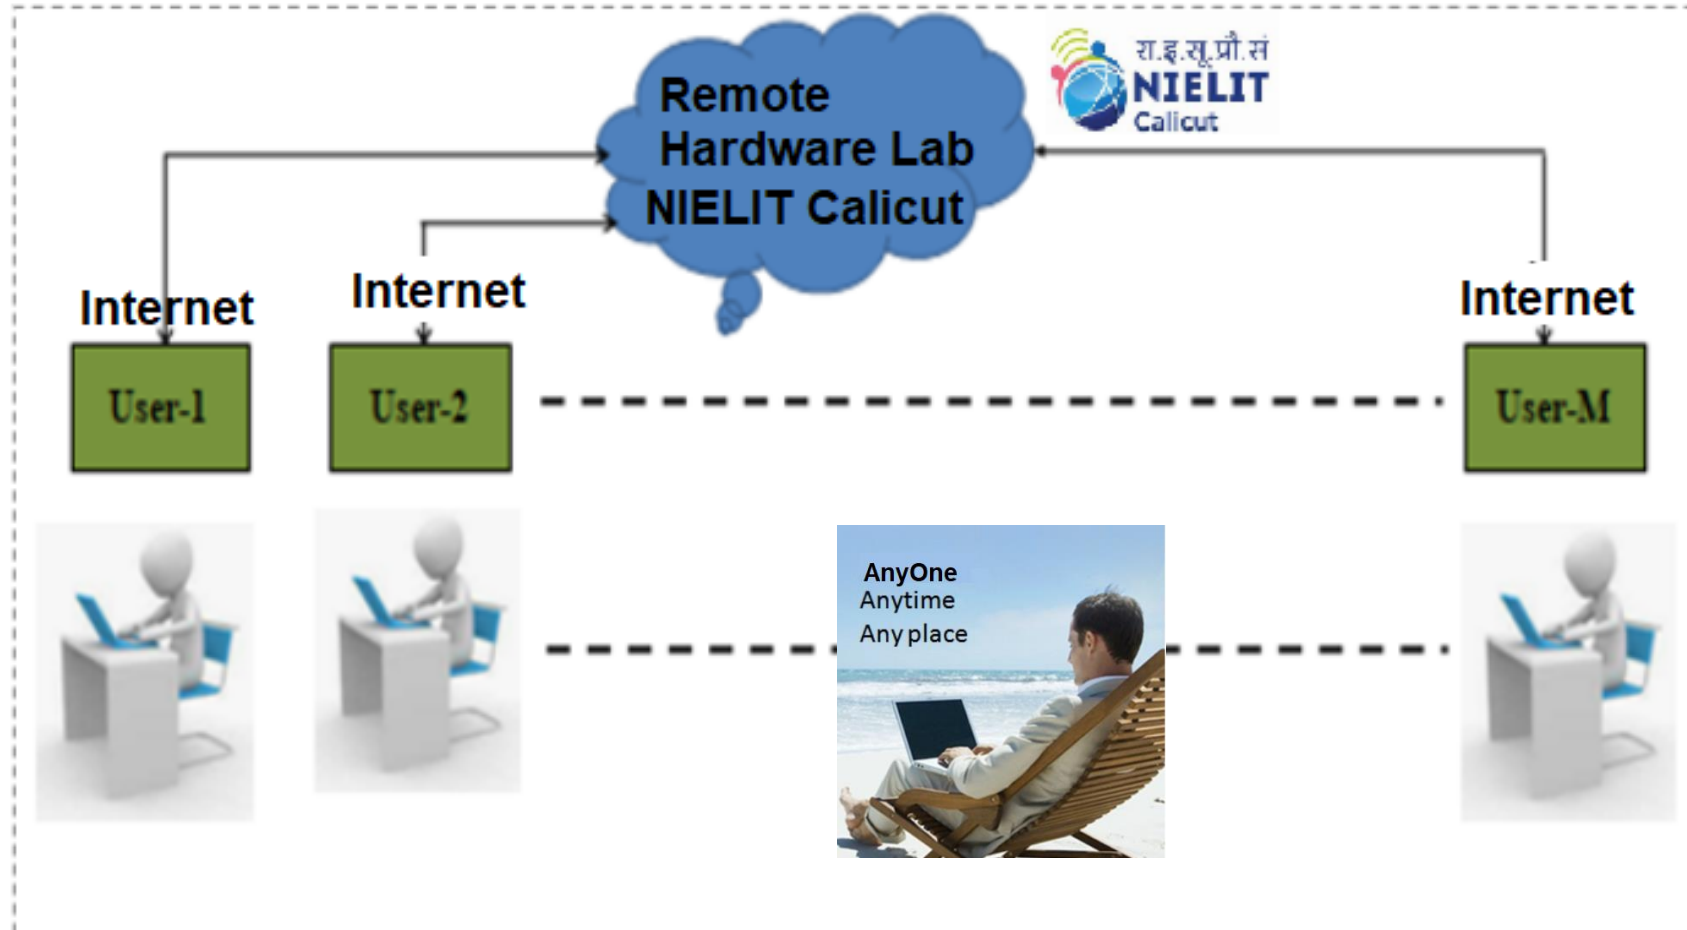 Remote
Hardware Lab
NIELIT Calicut
रा.इ.सू.प्रौ.सं
NIELIT
Calicut
Internet
Internet
Internet
User-1
User-2
User-M
AnyOne
Anytime
Any place